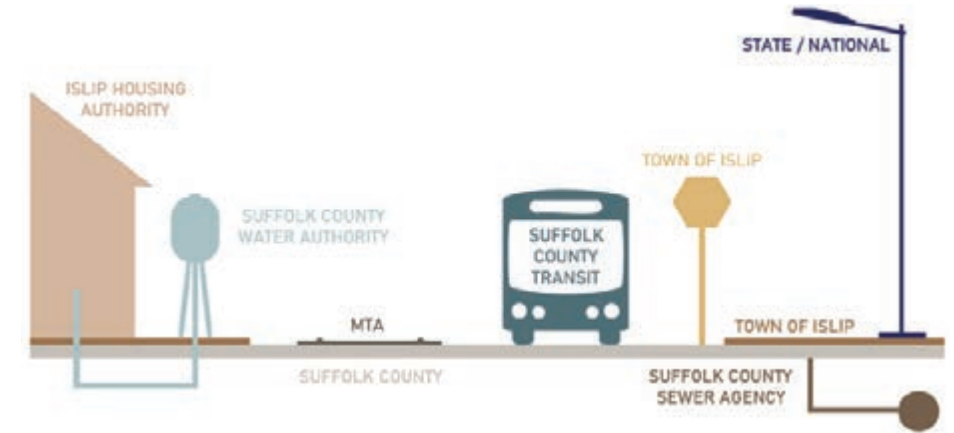 STATE / NATIONAL
ISLIP HOUSING
AUTHORITY
TOWN OF ISLIP
SUFFOLK COUNTY
WATER AUTHORITY
SUFFOLK
COUNTY
TRANSIT
MTA
TOWN OF ISLIP
SUFFOLK COUNTY
SUFFOLK COUNTY
SEWER AGENCY